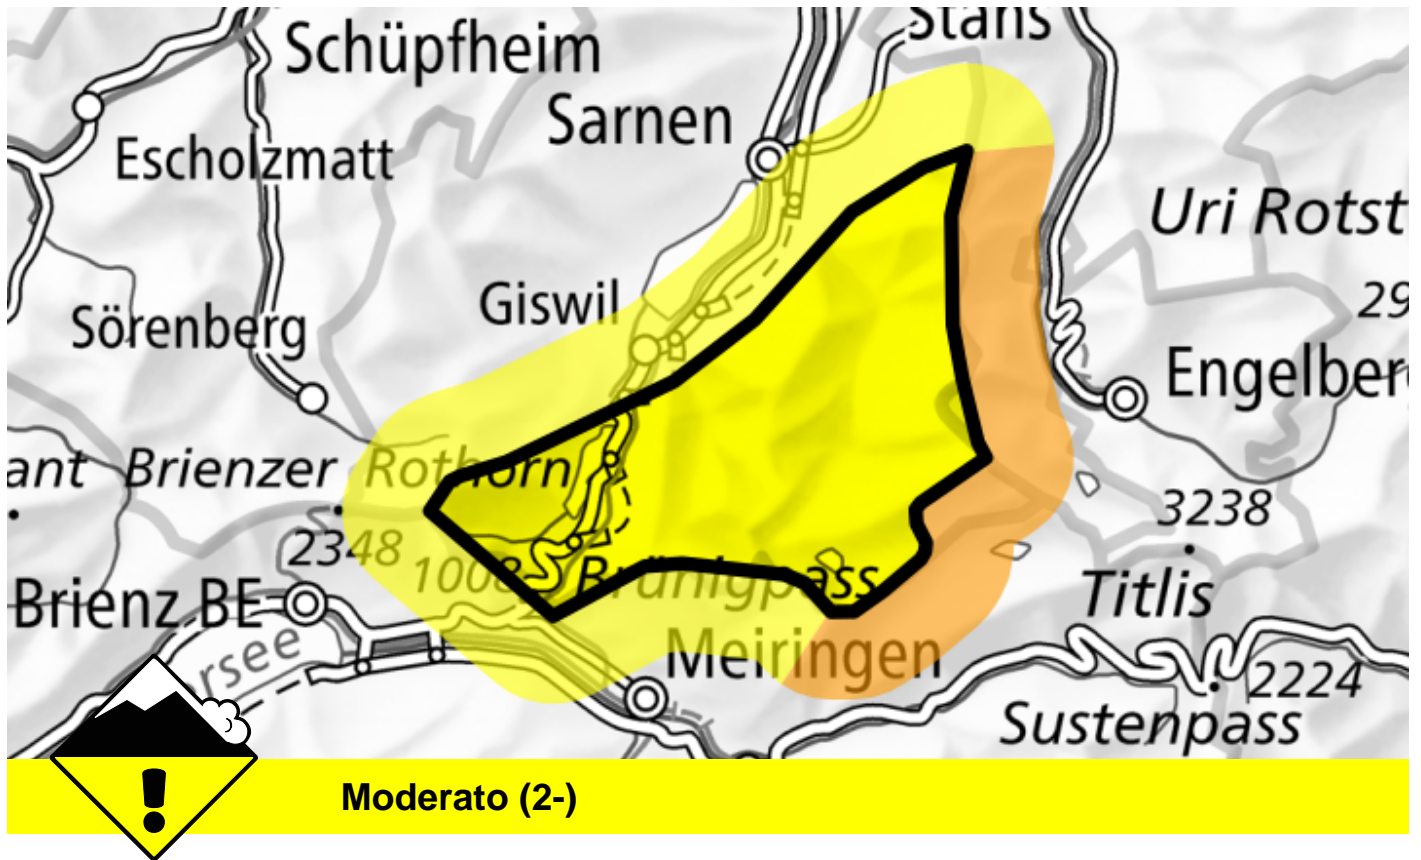 Stans
Schüpfheim
Sarnen
Escholzmatt
Uri Rotst
Giswil
29
Sörenberg
Engelberg
ant Brienzer Rothorn
3238
2348
1008
Brünigpass
Brienz BE
Titlis
ersee
Meiringen
2224
Sustenpass
Moderato (2-)